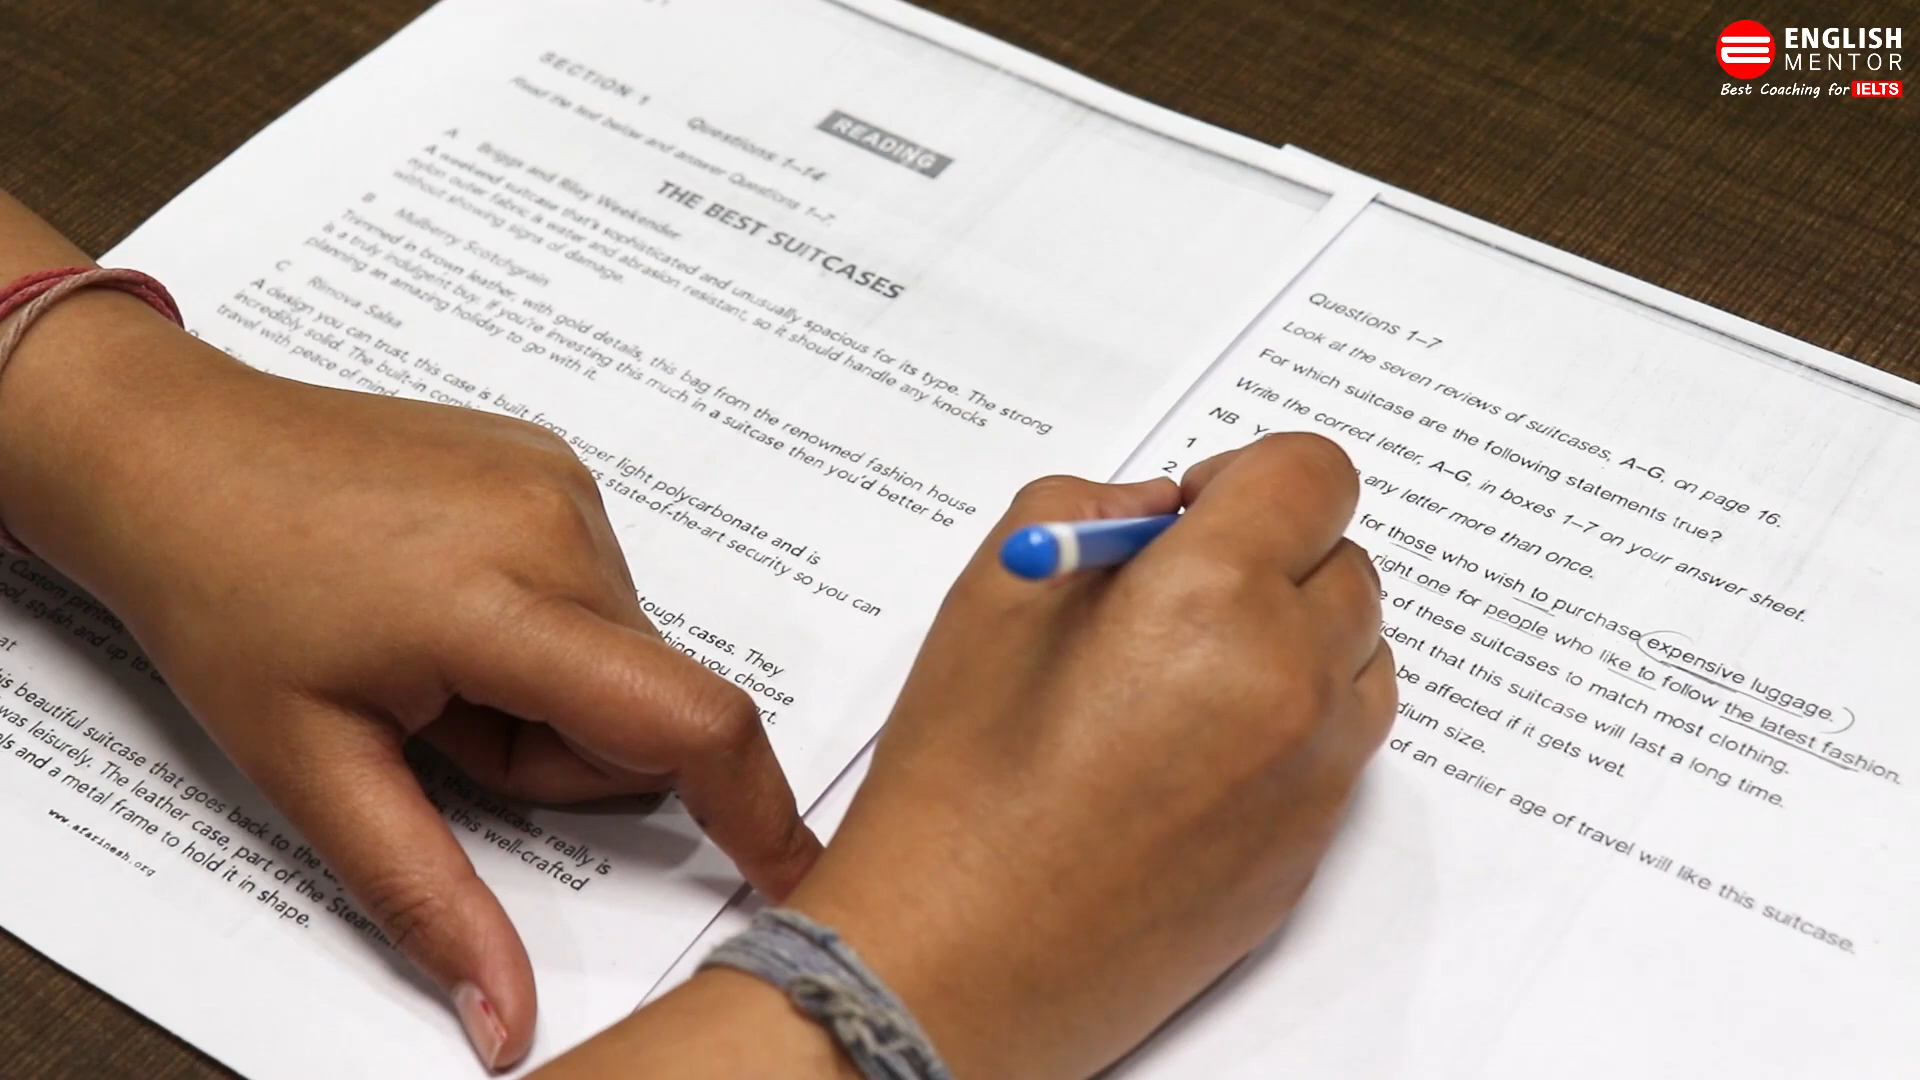 ENGLISH
MENTOR
Best Coaching for IELTS
SECTION 1 Questions 1–14
READING
Read the text below and answer Questions 1–7.
THE BEST SUITCASES
A Briggs and Riley Weekender
A weekend suitcase that's sophisticated and unusually spacious for its type. The strong
nylon outer fabric is water and abrasion resistant, so it should handle any knocks
without showing signs of damage.
B Mulberry Scotchgrain
Trimmed in brown leather, with gold details, this bag from the renowned fashion house
is a truly indulgent buy. If you're investing this much in a suitcase then you'd better be
planning an amazing holiday to go with it.
C Rimova Salsa
A design you can trust, this case is built from super light polycarbonate and is
incredibly solid. The built-in state-of-the-art security so you can
travel with peace of mind
tough cases. They
you choose
Custom printed,
stylish and up to
at
beautiful suitcase that goes back to the
was leisurely. The leather case, part of the
and a metal frame to hold it in shape.
this suitcase really is
this well-crafted
www.afarinesh.org
Questions 1–7
Look at the seven reviews of suitcases, A–G, on page 16.
For which suitcase are the following statements true?
Write the correct letter, A–G, in boxes 1–7 on your answer sheet.
NB any letter more than once.
1 for those who wish to purchase expensive luggage.
2 right one for people who like to follow the latest fashion.
of these suitcases to match most clothing.
that this suitcase will last a long time.
be affected if it gets wet.
size.
of an earlier age of travel will like this suitcase.